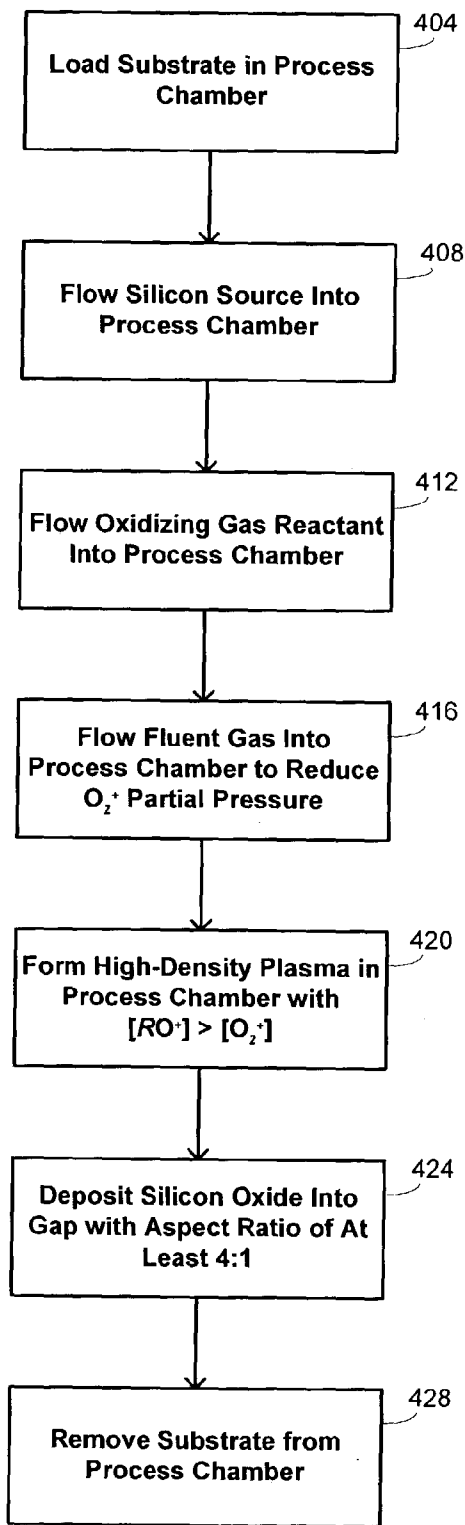 404
Load Substrate in Process
Chamber
408
Flow Silicon Source Into
Process Chamber
412
Flow Oxidizing Gas Reactant
Into Process Chamber
416
Flow Fluent Gas Into
Process Chamber to Reduce
O₂⁺ Partial Pressure
420
Form High-Density Plasma in
Process Chamber with
[RO⁺] > [O₂⁺]
424
Deposit Silicon Oxide Into
Gap with Aspect Ratio of At
Least 4:1
428
Remove Substrate from
Process Chamber